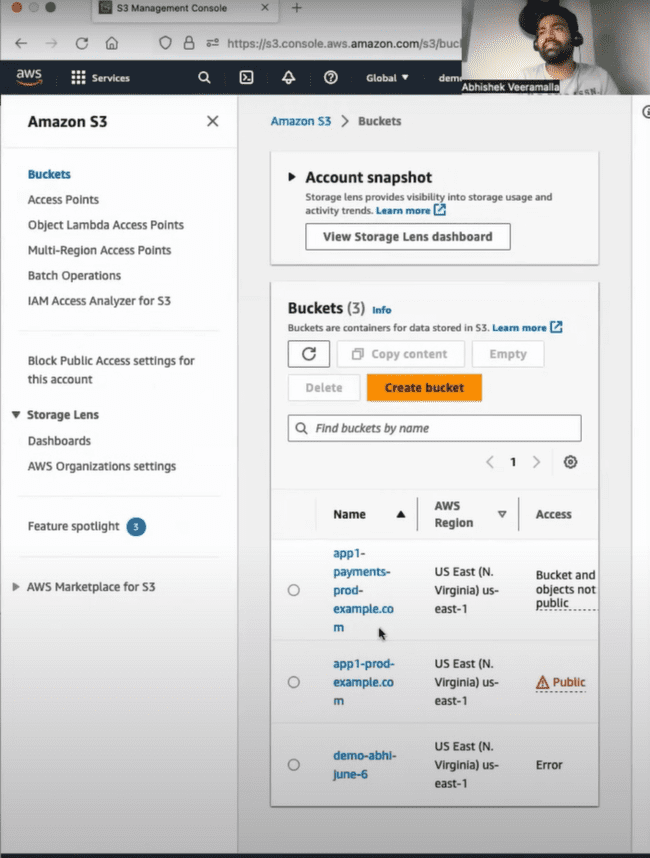 S3 Management Console
https://s3.console.aws.amazon.com/s3/buc
aws
Services
Global
dem
Abhishek Veeramalla
Amazon S3
Buckets
Access Points
Object Lambda Access Points
Multi-Region Access Points
Batch Operations
IAM Access Analyzer for S3
Block Public Access settings for
this account
Storage Lens
Dashboards
AWS Organizations settings
Feature spotlight 3
AWS Marketplace for S3
Amazon S3 > Buckets
Account snapshot
Storage lens provides visibility into storage usage and
activity trends. Learn more
View Storage Lens dashboard
Buckets (3) Info
Buckets are containers for data stored in S3. Learn more
Copy content
Empty
Delete
Create bucket
Find buckets by name
1
Name
AWS
Region
Access
app1-
payments-
prod-
example.co
m
US East (N.
Virginia) us-
east-1
Bucket and
objects not
public
app1-prod-
example.co
m
US East (N.
Virginia) us-
east-1
Public
demo-abhi-
june-6
US East (N.
Virginia) us-
east-1
Error